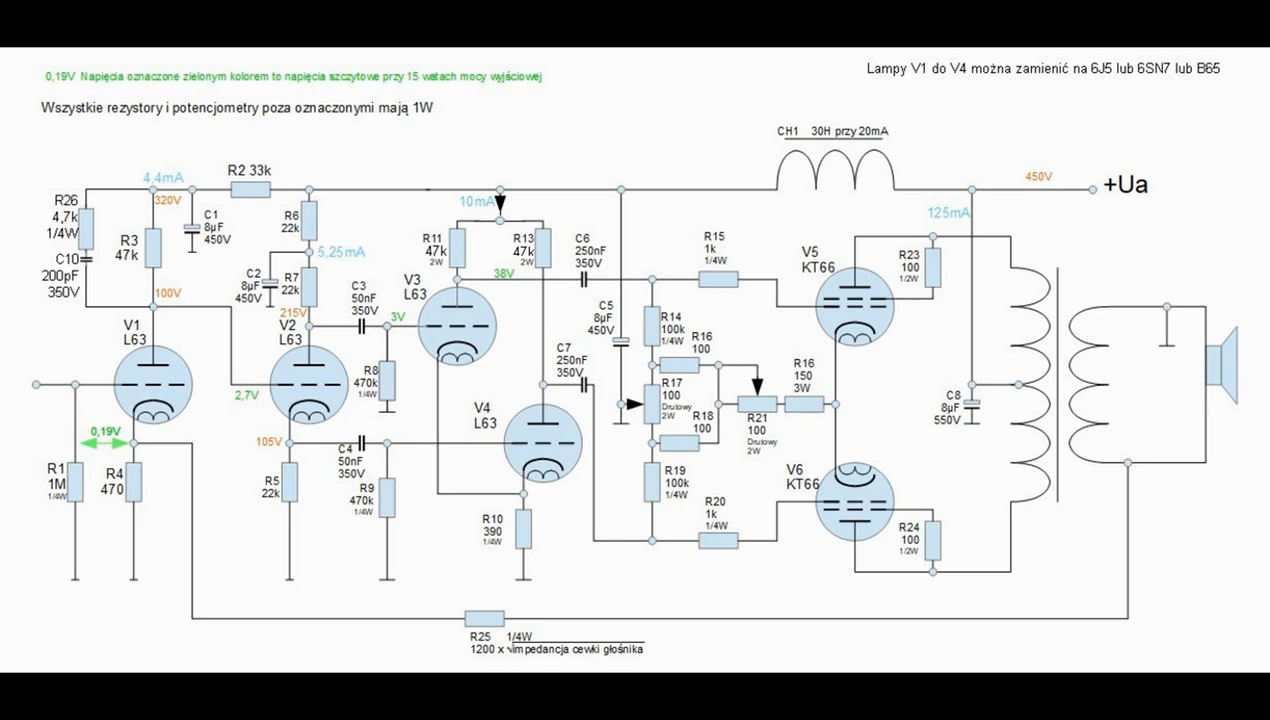 0,19V Napięcia oznaczone zielonym kolorem to napięcia szczytowe przy 15 watach mocy wyjściowej
Lampy V1 do V4 można zamienić na 6J5 lub 6SN7 lub B65
Wszystkie rezystory i potencjometry poza oznaczonymi mają 1W
CH1 30H przy 20mA
450V
+Ua
125mA
4,4mA
320V
R2 33k
R26
4,7k
1/4W
C10
200pF
350V
R3
47k
C1
8µF
450V
100V
V1
L63
R6
22k
5,25mA
C2
8µF
450V
R7
22k
215V
V2
L63
2,7V
105V
C3
50nF
350V
3V
R8
470k
1/4W
C4
50nF
350V
R9
470k
1/4W
0,19V
R1
1M
1/4W
R4
470
R5
22k
10mA
R11
47k
2W
R13
47k
2W
38V
V3
L63
V4
L63
R10
390
1/4W
C6
250nF
350V
C7
250nF
350V
C5
8µF
450V
R15
1k
1/4W
R14
100k
1/4W
R16
100
R17
100
Drutowy
2W
R18
100
R19
100k
1/4W
R20
1k
1/4W
R21
100
Drutowy
2W
R16
150
3W
V5
KT66
V6
KT66
R23
100
1/2W
R24
100
1/2W
C8
8µF
550V
R25 1/4W
1200 x √impedancja cewki głośnika